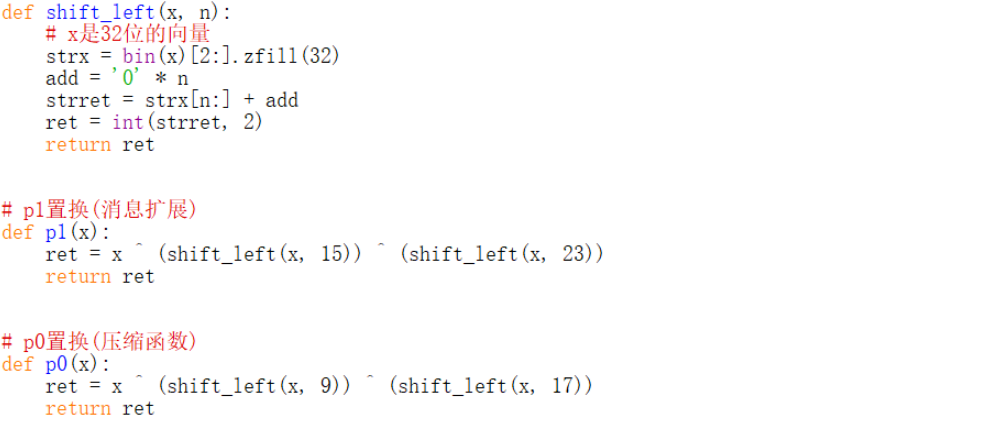 def shift_left(x, n):
    # x是32位的向量
    strx = bin(x)[2:].zfill(32)
    add = '0' * n
    strret = strx[n:] + add
    ret = int(strret, 2)
    return ret
# p1置换(消息扩展)
def p1(x):
    ret = x ^ (shift_left(x, 15)) ^ (shift_left(x, 23))
    return ret
# p0置换(压缩函数)
def p0(x):
    ret = x ^ (shift_left(x, 9)) ^ (shift_left(x, 17))
    return ret